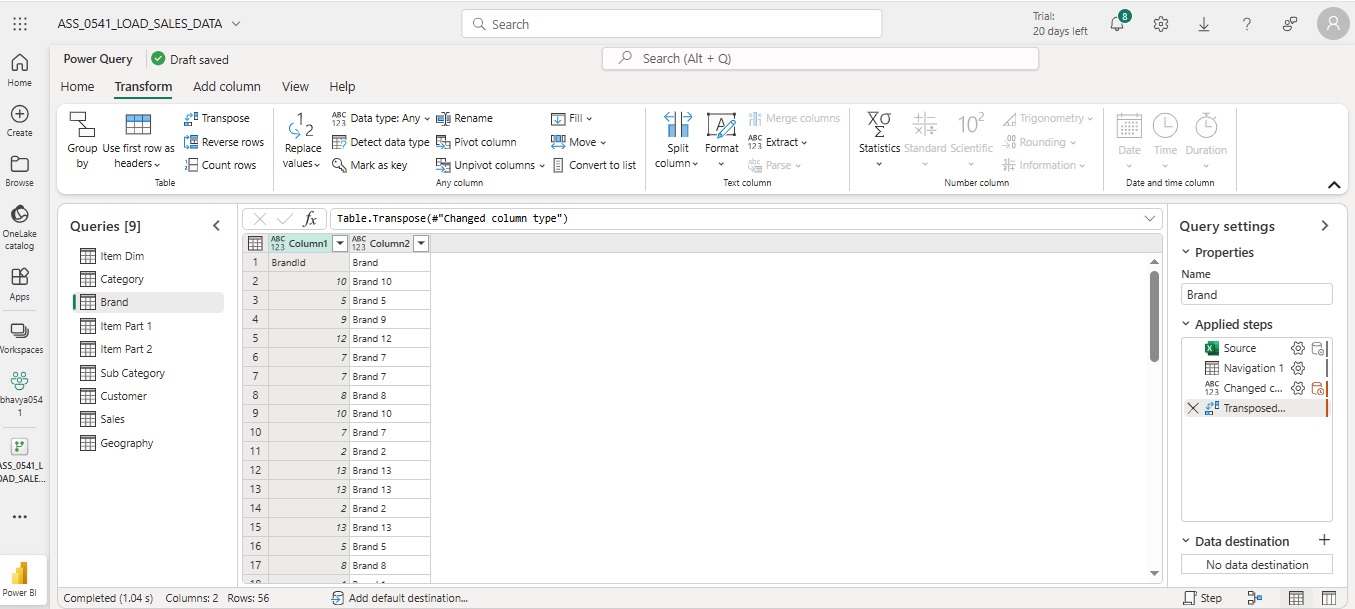 ASS_0541_LOAD_SALES_DATA
Search
Trial:
20 days left
8
Home
Create
Browse
OneLake
catalog
Apps
Workspaces
bhavya054
1
ASS_0541_L
OAD_SALE...
Power BI
Power Query
Draft saved
Search (Alt + Q)
Home Transform Add column View Help
Group
by
Use first row as
headers
Transpose
Reverse rows
Count rows
Table
Replace
values
Data type: Any
Detect data type
Mark as key
Rename
Pivot column
Unpivot columns
Fill
Move
Convert to list
Any column
Split
column
Format
Merge columns
Extract
Parse
Text column
Statistics
Standard
Scientific
Trigonometry
Rounding
Information
Number column
Date
Time
Duration
Date and time column
Queries [9]
Item Dim
Category
Brand
Item Part 1
Item Part 2
Sub Category
Customer
Sales
Geography
fx Table.Transpose(#"Changed column type")
ABC 123 Column1 ABC 123 Column2
1 BrandId Brand
2 10 Brand 10
3 5 Brand 5
4 9 Brand 9
5 12 Brand 12
6 7 Brand 7
7 7 Brand 7
8 8 Brand 8
9 10 Brand 10
10 7 Brand 7
11 2 Brand 2
12 13 Brand 13
13 13 Brand 13
14 2 Brand 2
15 13 Brand 13
16 5 Brand 5
17 8 Brand 8
Query settings
Properties
Name
Brand
Applied steps
Source
Navigation 1
Changed c...
Transposed...
Data destination
No data destination
Completed (1.04 s) Columns: 2 Rows: 56
Add default destination...
Step